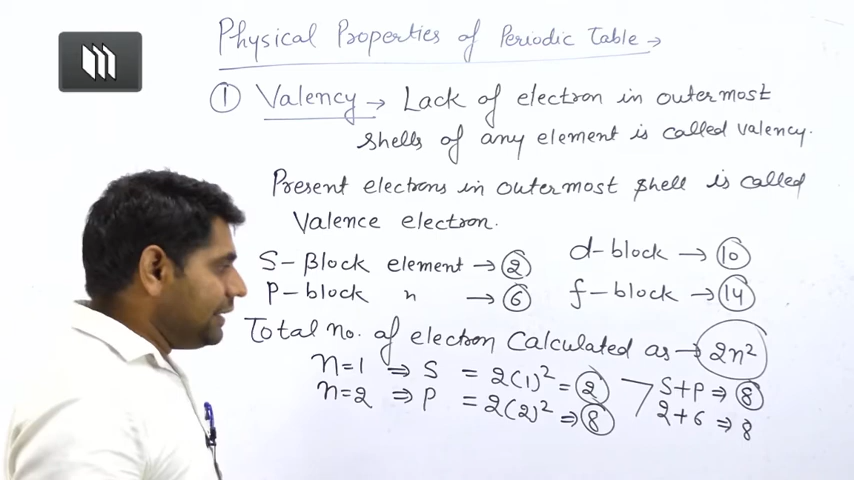 Physical Properties of Periodic Table →
① Valency → Lack of electron in outermost
shells of any element is called valency.
Present electrons in outermost shell is called
Valence electron.
S-Block element → 2
P-block " → 6
d-block → 10
f-block → 14
Total no. of electron Calculated as → 2n²
n=1 ⇒ S = 2(1)² = 2
n=2 ⇒ P = 2(2)² ⇒ 8
S+P ⇒ 8
2+6 ⇒ 8